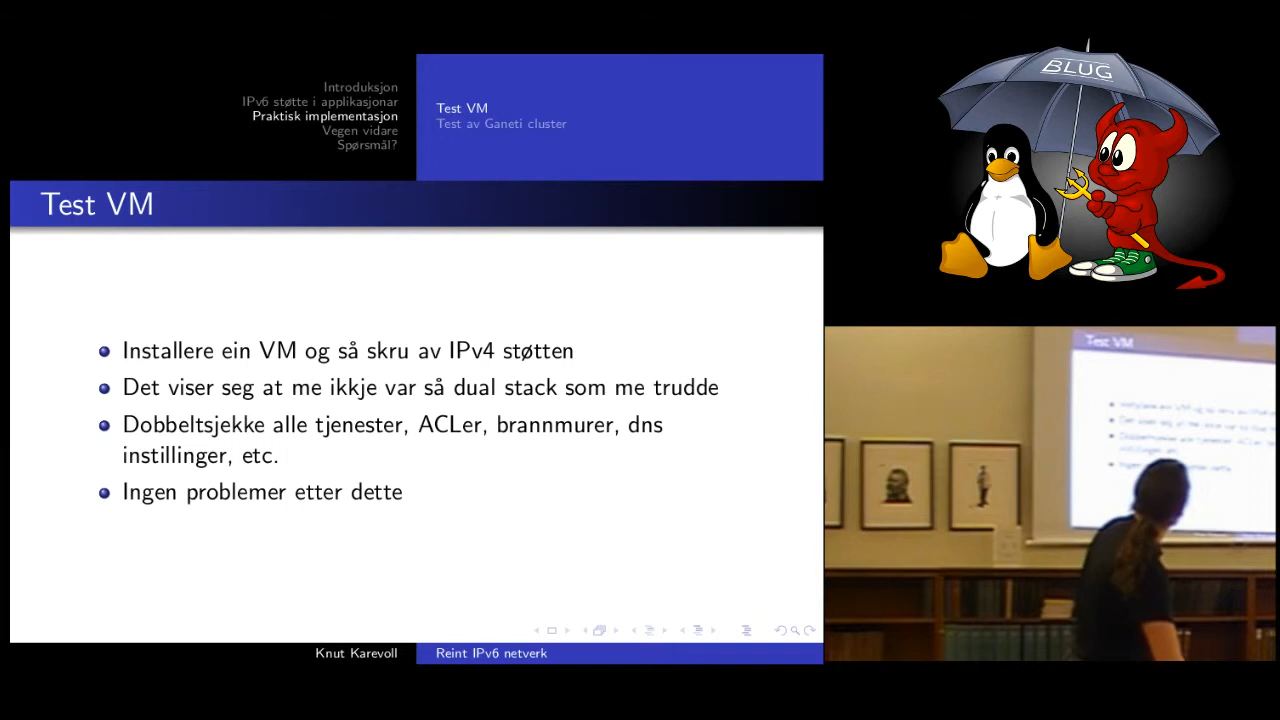 Introduksjon
IPv6 støtte i applikasjonar
Praktisk implementasjon
Vegen vidare
Spørsmål?
Test VM
Test av Ganeti cluster
Test VM
Installere ein VM og så skru av IPv4 støtten
Det viser seg at me ikkje var så dual stack som me trudde
Dobbeltsjekke alle tjenester, ACLer, brannmurer, dns
instillinger, etc.
Ingen problemer etter dette
Knut Karevoll
Reint IPv6 netverk
BLUG
Test VM